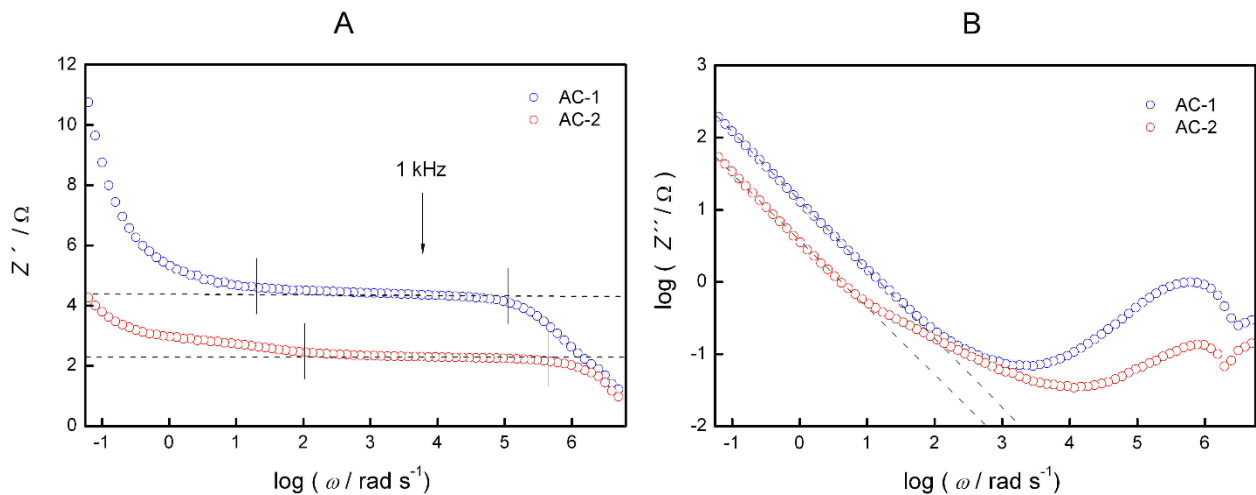 A
12
10
8
6
4
2
0
Z ´ / Ω
AC-1
AC-2
1 kHz
-1 0 1 2 3 4 5 6
log ( ω / rad s⁻¹)
B
3
2
1
0
-1
-2
log ( Z´´ / Ω )
AC-1
AC-2
-1 0 1 2 3 4 5 6
log ( ω / rad s⁻¹)